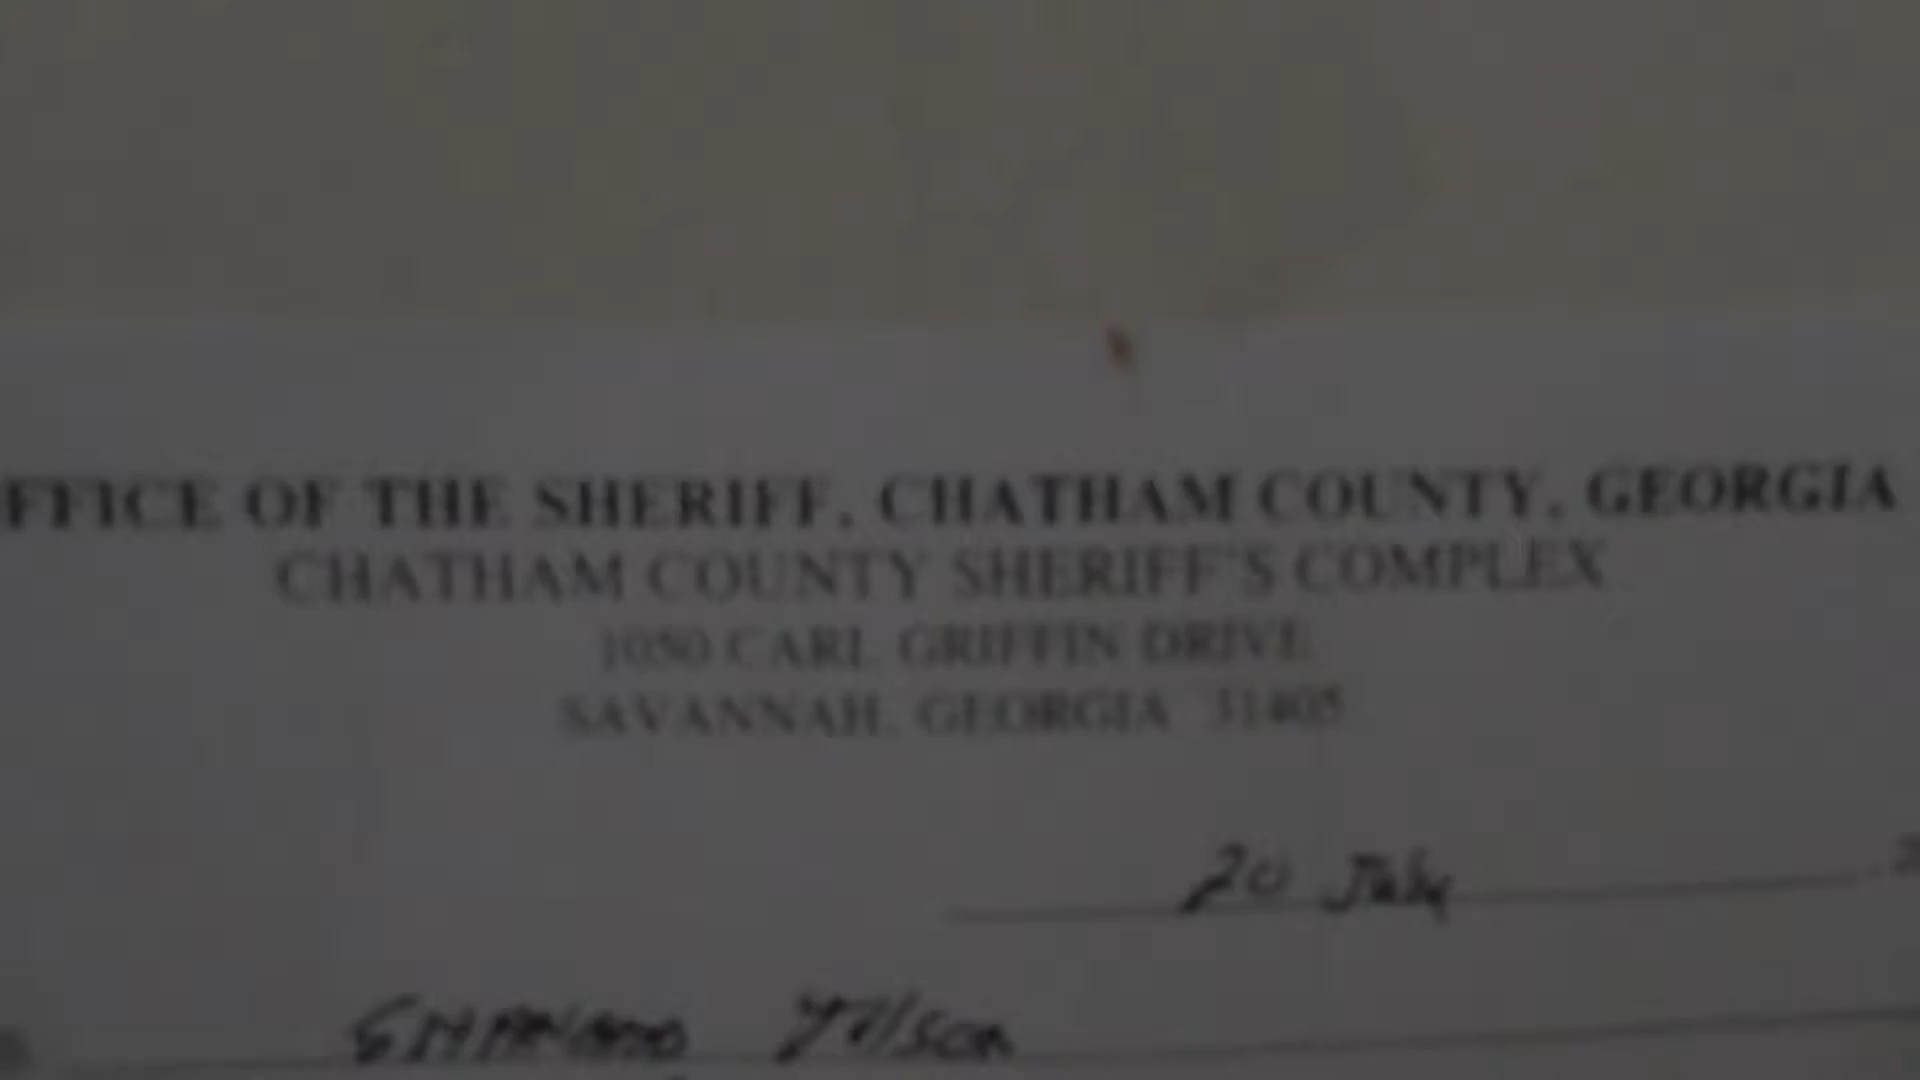 FFICE OF THE SHERIFF, CHATHAM COUNTY, GEORGIA
CHATHAM COUNTY SHERIFF'S COMPLEX
1050 CARL GRIFFIN DRIVE
SAVANNAH, GEORGIA 31405
20 July